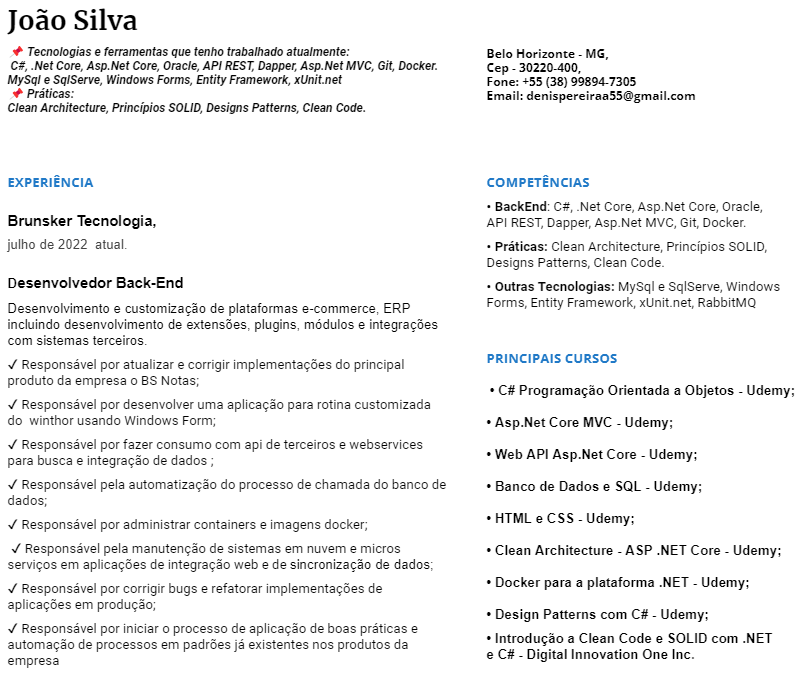 João Silva
📌 Tecnologias e ferramentas que tenho trabalhado atualmente:
C#, .Net Core, Asp.Net Core, Oracle, API REST, Dapper, Asp.Net MVC, Git, Docker.
MySql e SqlServe, Windows Forms, Entity Framework, xUnit.net
📌 Práticas:
Clean Architecture, Princípios SOLID, Designs Patterns, Clean Code.
Belo Horizonte - MG,
Cep - 30220-400,
Fone: +55 (38) 99894-7305
Email: denispereiraa55@gmail.com
EXPERIÊNCIA
Brunsker Tecnologia,
julho de 2022  atual.
Desenvolvedor Back-End
Desenvolvimento e customização de plataformas e-commerce, ERP
incluindo desenvolvimento de extensões, plugins, módulos e integrações
com sistemas terceiros.
✓ Responsável por atualizar e corrigir implementações do principal
produto da empresa o BS Notas;
✓ Responsável por desenvolver uma aplicação para rotina customizada
do  winthor usando Windows Form;
✓ Responsável por fazer consumo com api de terceiros e webservices
para busca e integração de dados ;
✓ Responsável pela automatização do processo de chamada do banco de
dados;
✓ Responsável por administrar containers e imagens docker;
✓ Responsável pela manutenção de sistemas em nuvem e micros
serviços em aplicações de integração web e de sincronização de dados;
✓ Responsável por corrigir bugs e refatorar implementações de
aplicações em produção;
✓ Responsável por iniciar o processo de aplicação de boas práticas e
automação de processos em padrões já existentes nos produtos da
empresa
COMPETÊNCIAS
• BackEnd: C#, .Net Core, Asp.Net Core, Oracle,
API REST, Dapper, Asp.Net MVC, Git, Docker.
• Práticas: Clean Architecture, Princípios SOLID,
Designs Patterns, Clean Code.
• Outras Tecnologias: MySql e SqlServe, Windows
Forms, Entity Framework, xUnit.net, RabbitMQ
PRINCIPAIS CURSOS
• C# Programação Orientada a Objetos - Udemy;
• Asp.Net Core MVC - Udemy;
• Web API Asp.Net Core - Udemy;
• Banco de Dados e SQL - Udemy;
• HTML e CSS - Udemy;
• Clean Architecture - ASP .NET Core - Udemy;
• Docker para a plataforma .NET - Udemy;
• Design Patterns com C# - Udemy;
• Introdução a Clean Code e SOLID com .NET
e C# - Digital Innovation One Inc.